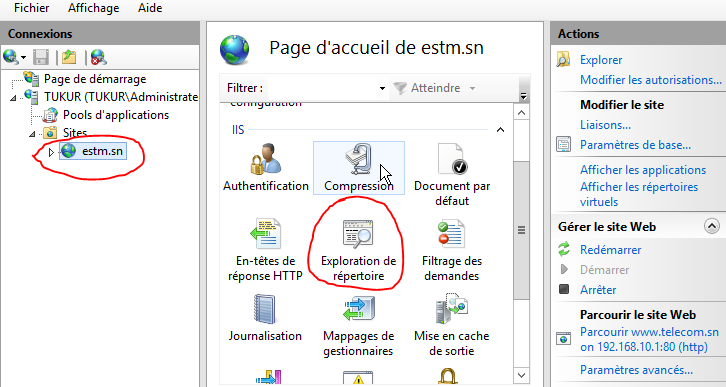 Fichier Affichage Aide
Connexions
Page de démarrage
TUKUR (TUKUR\Administrate
Pools d'applications
Sites
estm.sn
Page d'accueil de estm.sn
Filtrer : Atteindre
configuration
IIS
Authentification
Compression
Document par
défaut
En-têtes de
réponse HTTP
Exploration de
répertoire
Filtrage des
demandes
Journalisation
Mappages de
gestionnaires
Mise en cache
de sortie
Actions
Explorer
Modifier les autorisations...
Modifier le site
Liaisons...
Paramètres de base...
Afficher les applications
Afficher les répertoires
virtuels
Gérer le site Web
Redémarrer
Démarrer
Arrêter
Parcourir le site Web
Parcourir www.telecom.sn
on 192.168.10.1:80 (http)
Paramètres avancés...